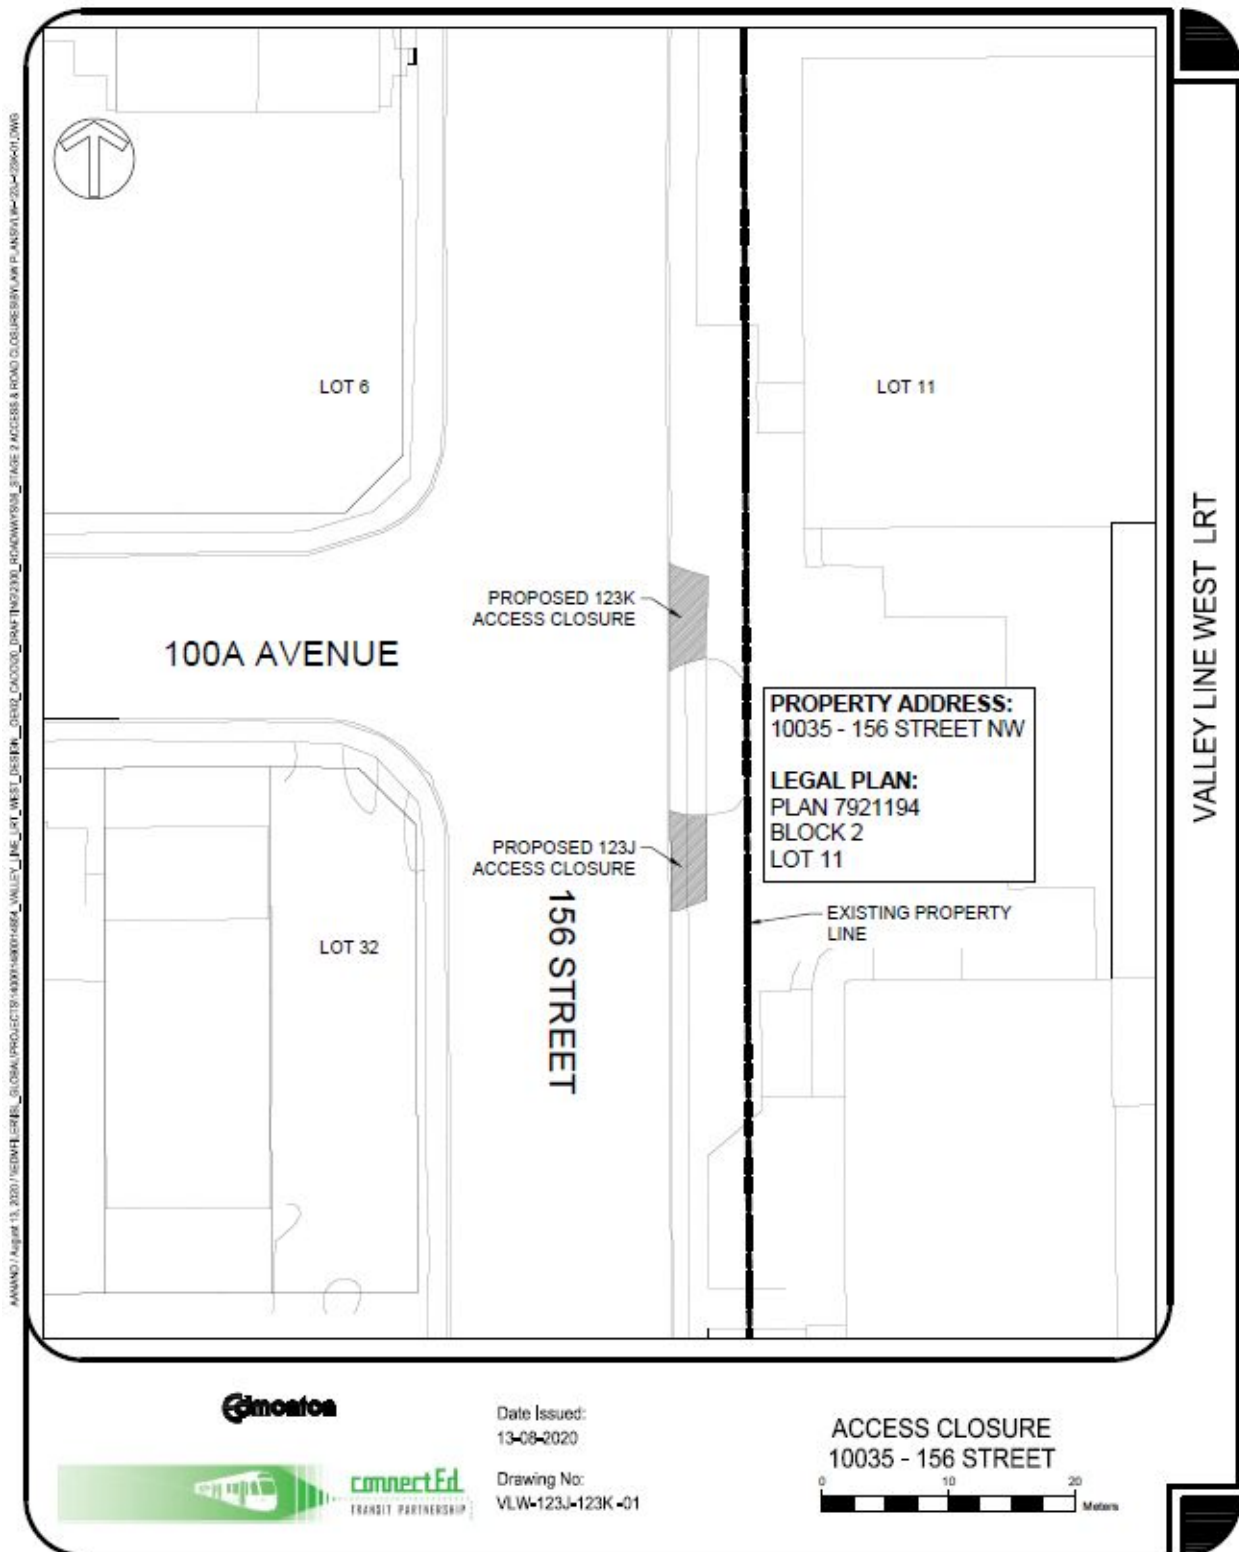 LOT 6
LOT 11
PROPOSED 123K
ACCESS CLOSURE
100A AVENUE
PROPERTY ADDRESS:
10035 - 156 STREET NW
LEGAL PLAN:
PLAN 7921194
BLOCK 2
LOT 11
PROPOSED 123J
ACCESS CLOSURE
156 STREET
EXISTING PROPERTY
LINE
LOT 32
VALLEY LINE WEST LRT
Edmonton
connectEd
TRANSIT PARTNERSHIP
Date Issued:
13-08-2020
Drawing No:
VLW-123J-123K -01
ACCESS CLOSURE
10035 - 156 STREET
0 10 20
Meters